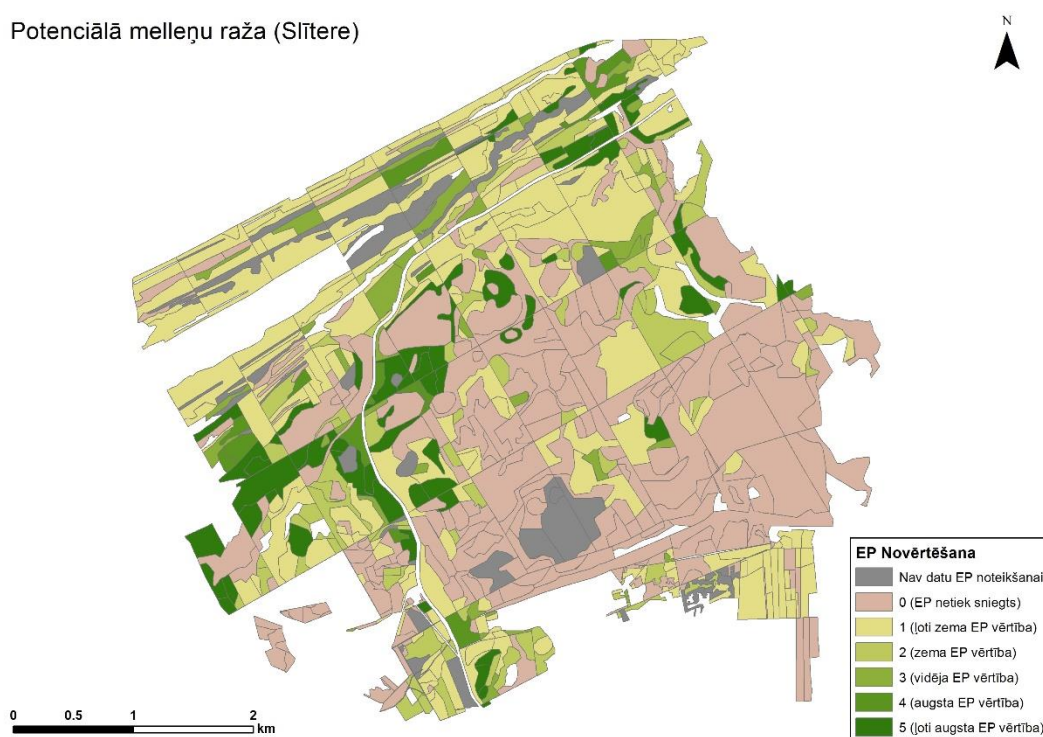 Potenciālā melleņu raža (Slītere)
N
EP Novērtēšana
Nav datu EP noteikšanai
0 (EP netiek sniegts)
1 (ļoti zema EP vērtība)
2 (zema EP vērtība)
3 (vidēja EP vērtība)
4 (augsta EP vērtība)
5 (ļoti augsta EP vērtība)
0 0.5 1 2
km